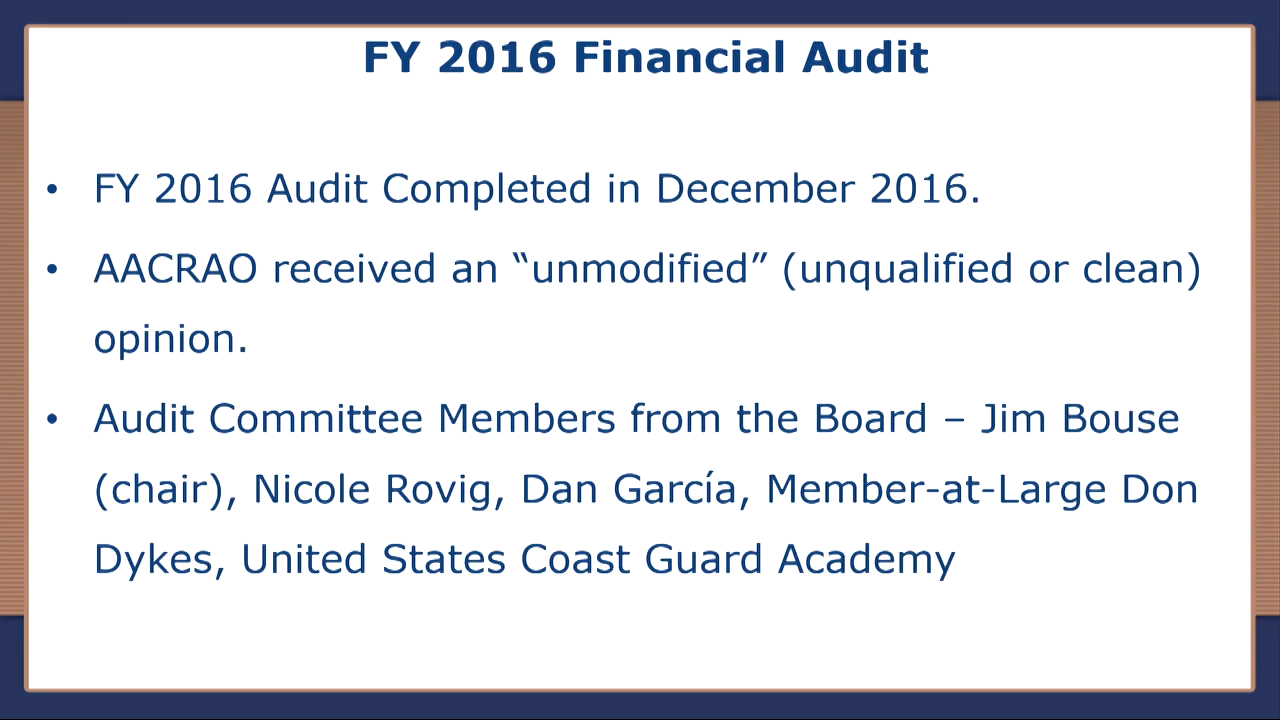 FY 2016 Financial Audit
• FY 2016 Audit Completed in December 2016.
• AACRAO received an “unmodified” (unqualified or clean)
opinion.
• Audit Committee Members from the Board – Jim Bouse
(chair), Nicole Rovig, Dan García, Member-at-Large Don
Dykes, United States Coast Guard Academy